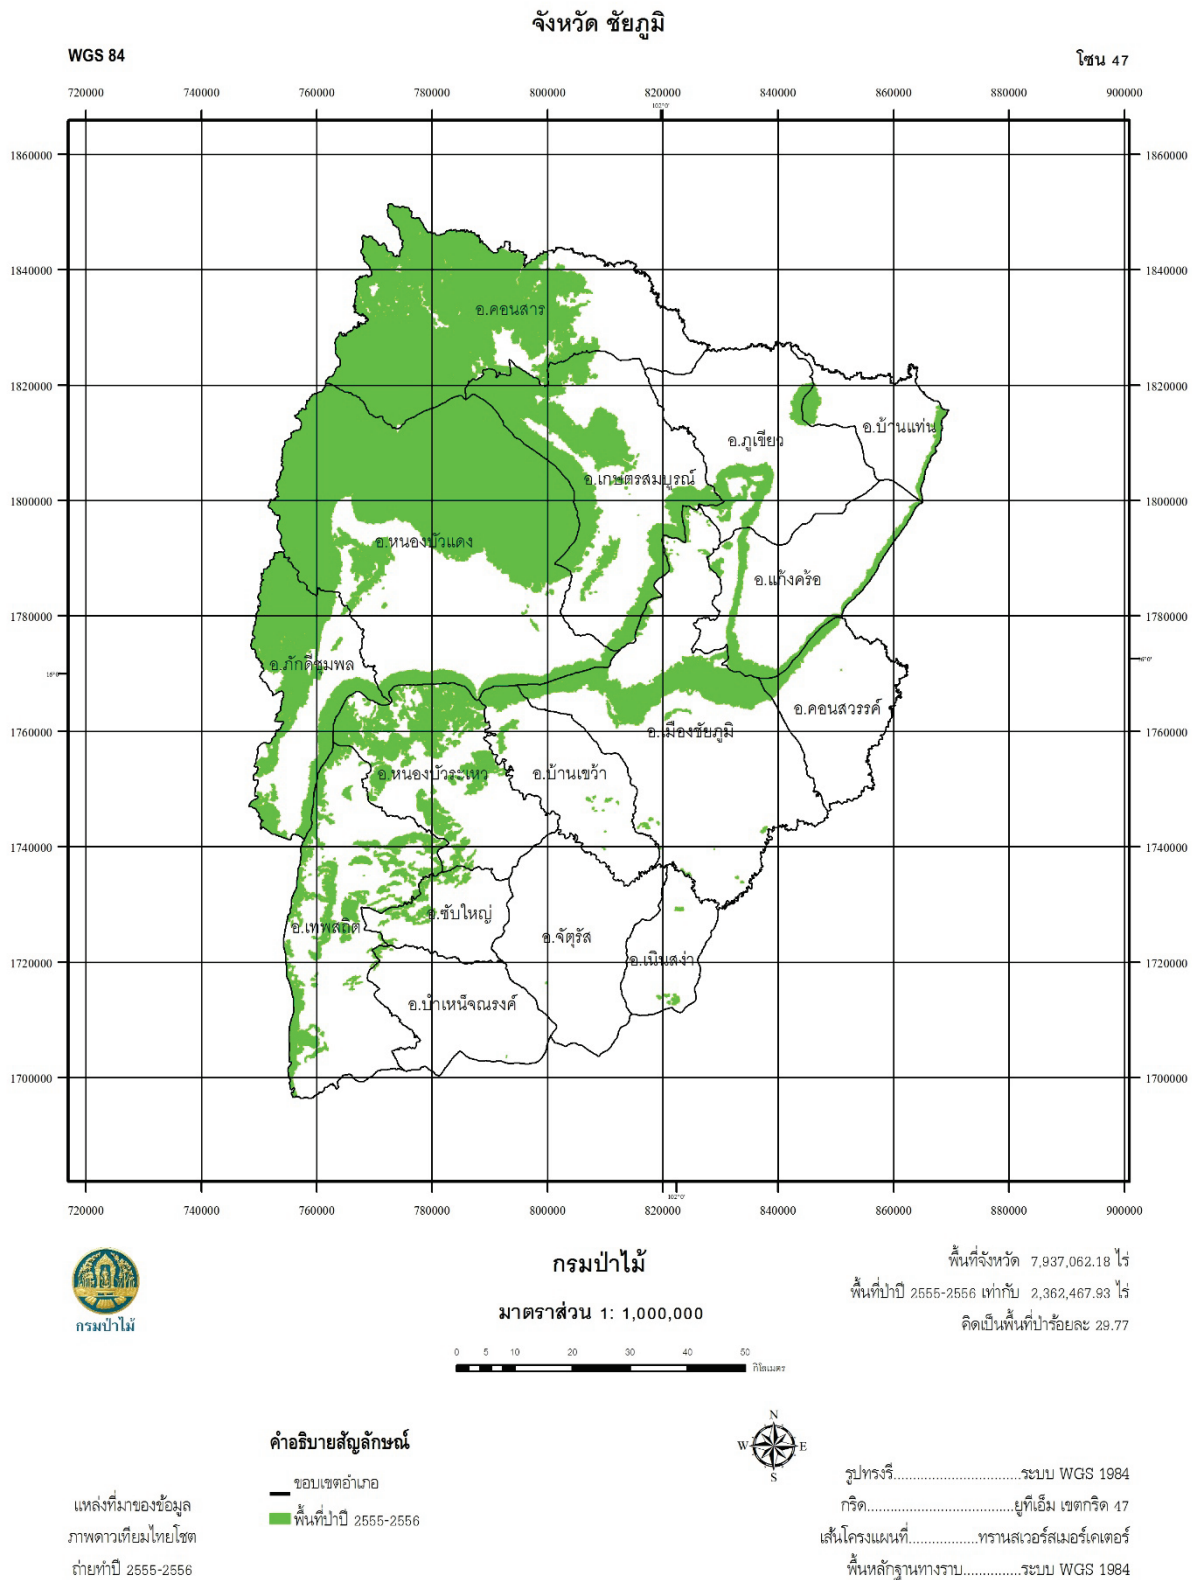 จังหวัด ชัยภูมิ
WGS 84
โซน 47
720000 740000 760000 780000 800000 820000 840000 860000 880000 900000
102°0'
1860000 1860000
1840000 1840000
อ.คอนสาร
1820000 1820000
อ.บ้านแท่น
อ.ภูเขียว
อ.เกษตรสมบูรณ์
1800000 1800000
อ.หนองบัวแดง
อ.แก้งคร้อ
1780000 1780000
อ.ภักดีชุมพล
16°0' 16°0'
อ.คอนสวรรค์
1760000 อ.เมืองชัยภูมิ 1760000
อ.หนองบัวระเหว อ.บ้านเขว้า
1740000 1740000
อ.ซับใหญ่
อ.เทพสถิต
อ.จัตุรัส
1720000 อ.เนินสง่า 1720000
อ.บำเหน็จณรงค์
1700000 1700000
102°0'
720000 740000 760000 780000 800000 820000 840000 860000 880000 900000
กรมป่าไม้
กรมป่าไม้
มาตราส่วน 1: 1,000,000
พื้นที่จังหวัด 7,937,062.18 ไร่
พื้นที่ป่าปี 2555-2556 เท่ากับ 2,362,467.93 ไร่
คิดเป็นพื้นที่ป่าร้อยละ 29.77
0 5 10 20 30 40 50
กิโลเมตร
คำอธิบายสัญลักษณ์
ขอบเขตอำเภอ
พื้นที่ป่าปี 2555-2556
N
W E
S
แหล่งที่มาของข้อมูล
ภาพดาวเทียมไทยโชต
ถ่ายทำปี 2555-2556
รูปทรงรี................................ระบบ WGS 1984
กริด.....................................ยูทีเอ็ม เขตกริด 47
เส้นโครงแผนที่.................ทรานสเวอร์สเมอร์เคเตอร์
พื้นหลักฐานทางราบ...............ระบบ WGS 1984